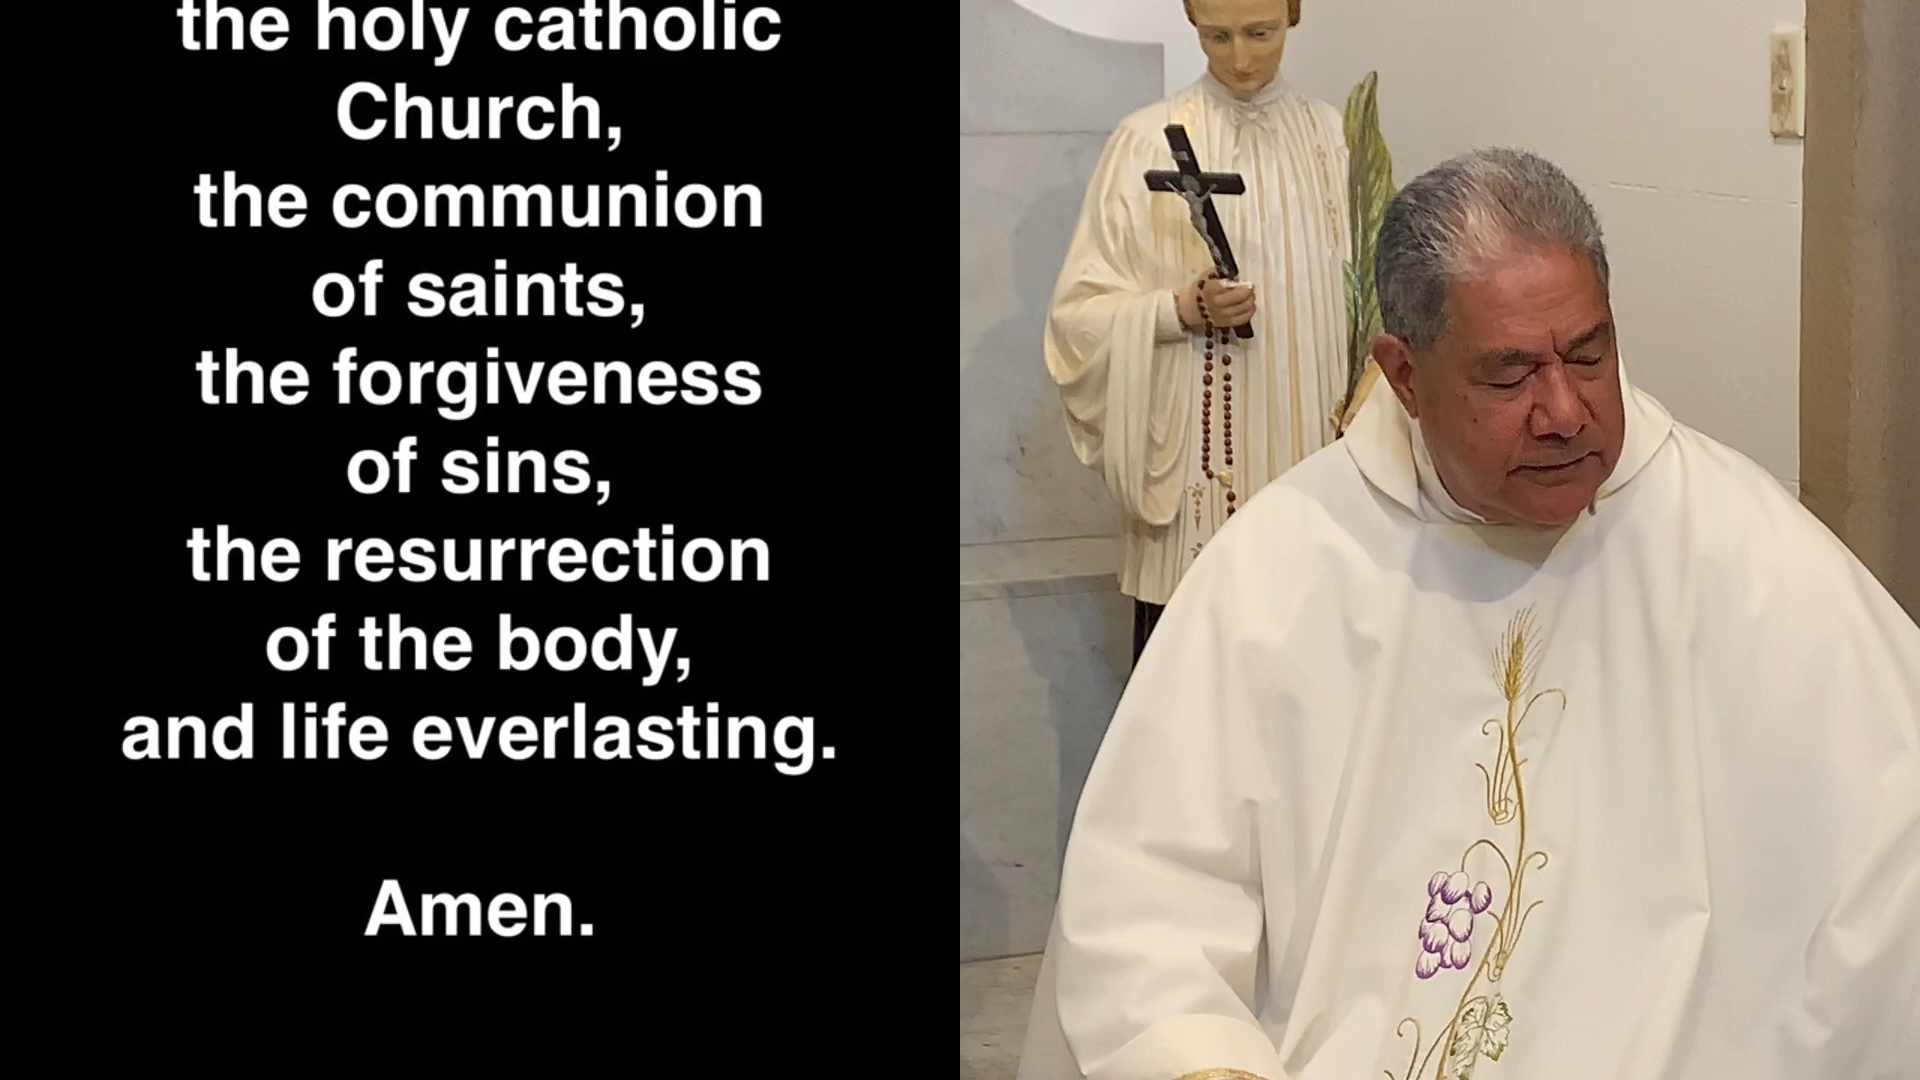 the holy catholic
Church,
the communion
of saints,
the forgiveness
of sins,
the resurrection
of the body,
and life everlasting.
Amen.